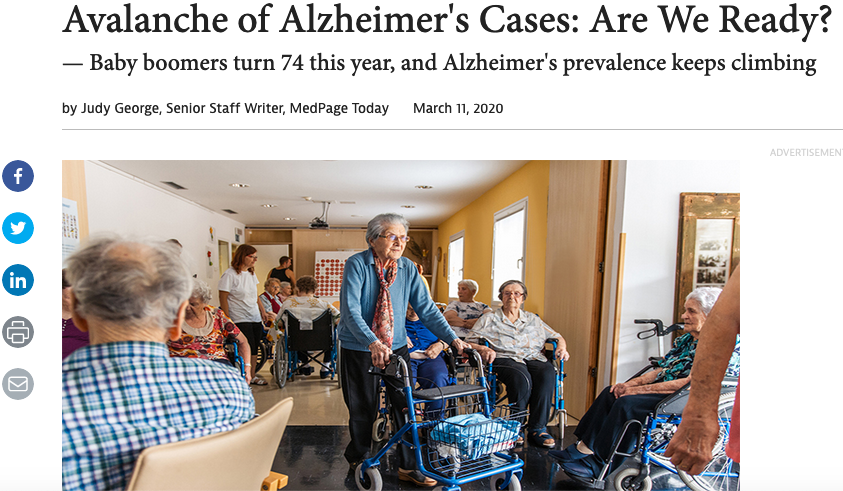 Avalanche of Alzheimer's Cases: Are We Ready?
— Baby boomers turn 74 this year, and Alzheimer's prevalence keeps climbing
by Judy George, Senior Staff Writer, MedPage Today March 11, 2020
ADVERTISEMEN
f
in